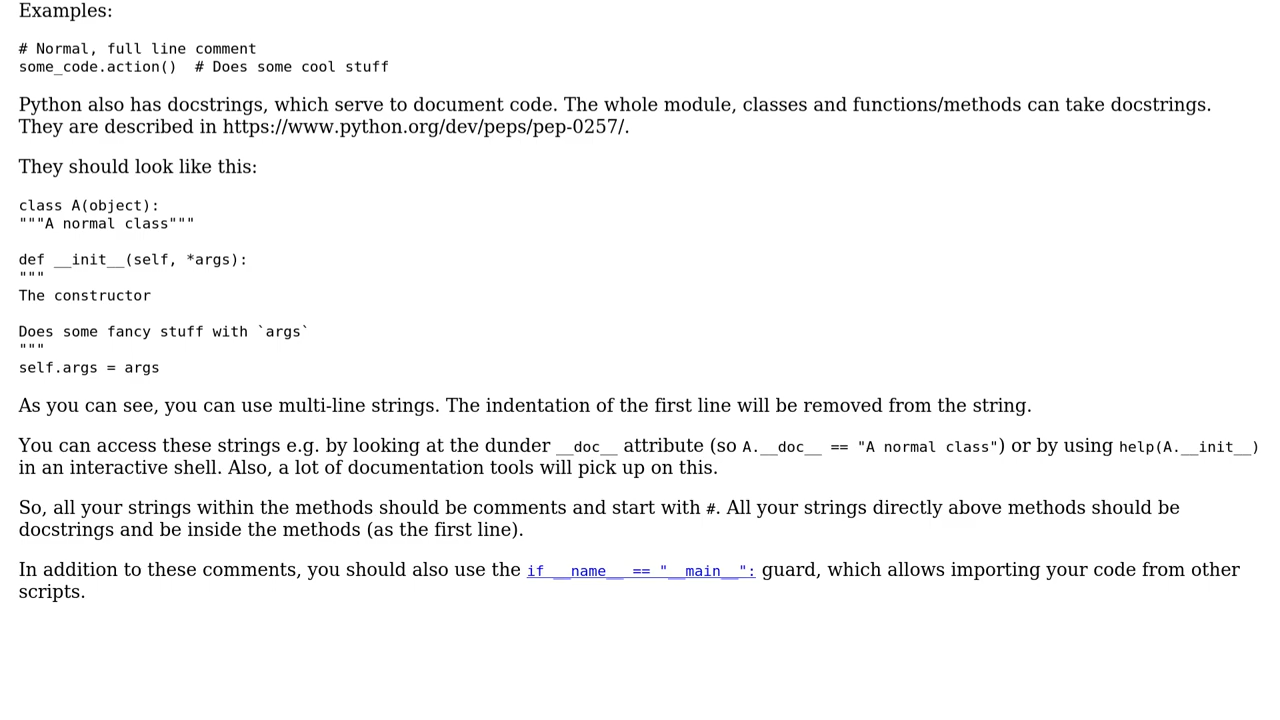 Examples:
# Normal, full line comment
some_code.action()  # Does some cool stuff
Python also has docstrings, which serve to document code. The whole module, classes and functions/methods can take docstrings.
They are described in https://www.python.org/dev/peps/pep-0257/.
They should look like this:
class A(object):
"""A normal class"""
def __init__(self, *args):
"""
The constructor
Does some fancy stuff with `args`
"""
self.args = args
As you can see, you can use multi-line strings. The indentation of the first line will be removed from the string.
You can access these strings e.g. by looking at the dunder __doc__ attribute (so A.__doc__ == "A normal class") or by using help(A.__init__)
in an interactive shell. Also, a lot of documentation tools will pick up on this.
So, all your strings within the methods should be comments and start with #. All your strings directly above methods should be
docstrings and be inside the methods (as the first line).
In addition to these comments, you should also use the if __name__ == "__main__": guard, which allows importing your code from other
scripts.